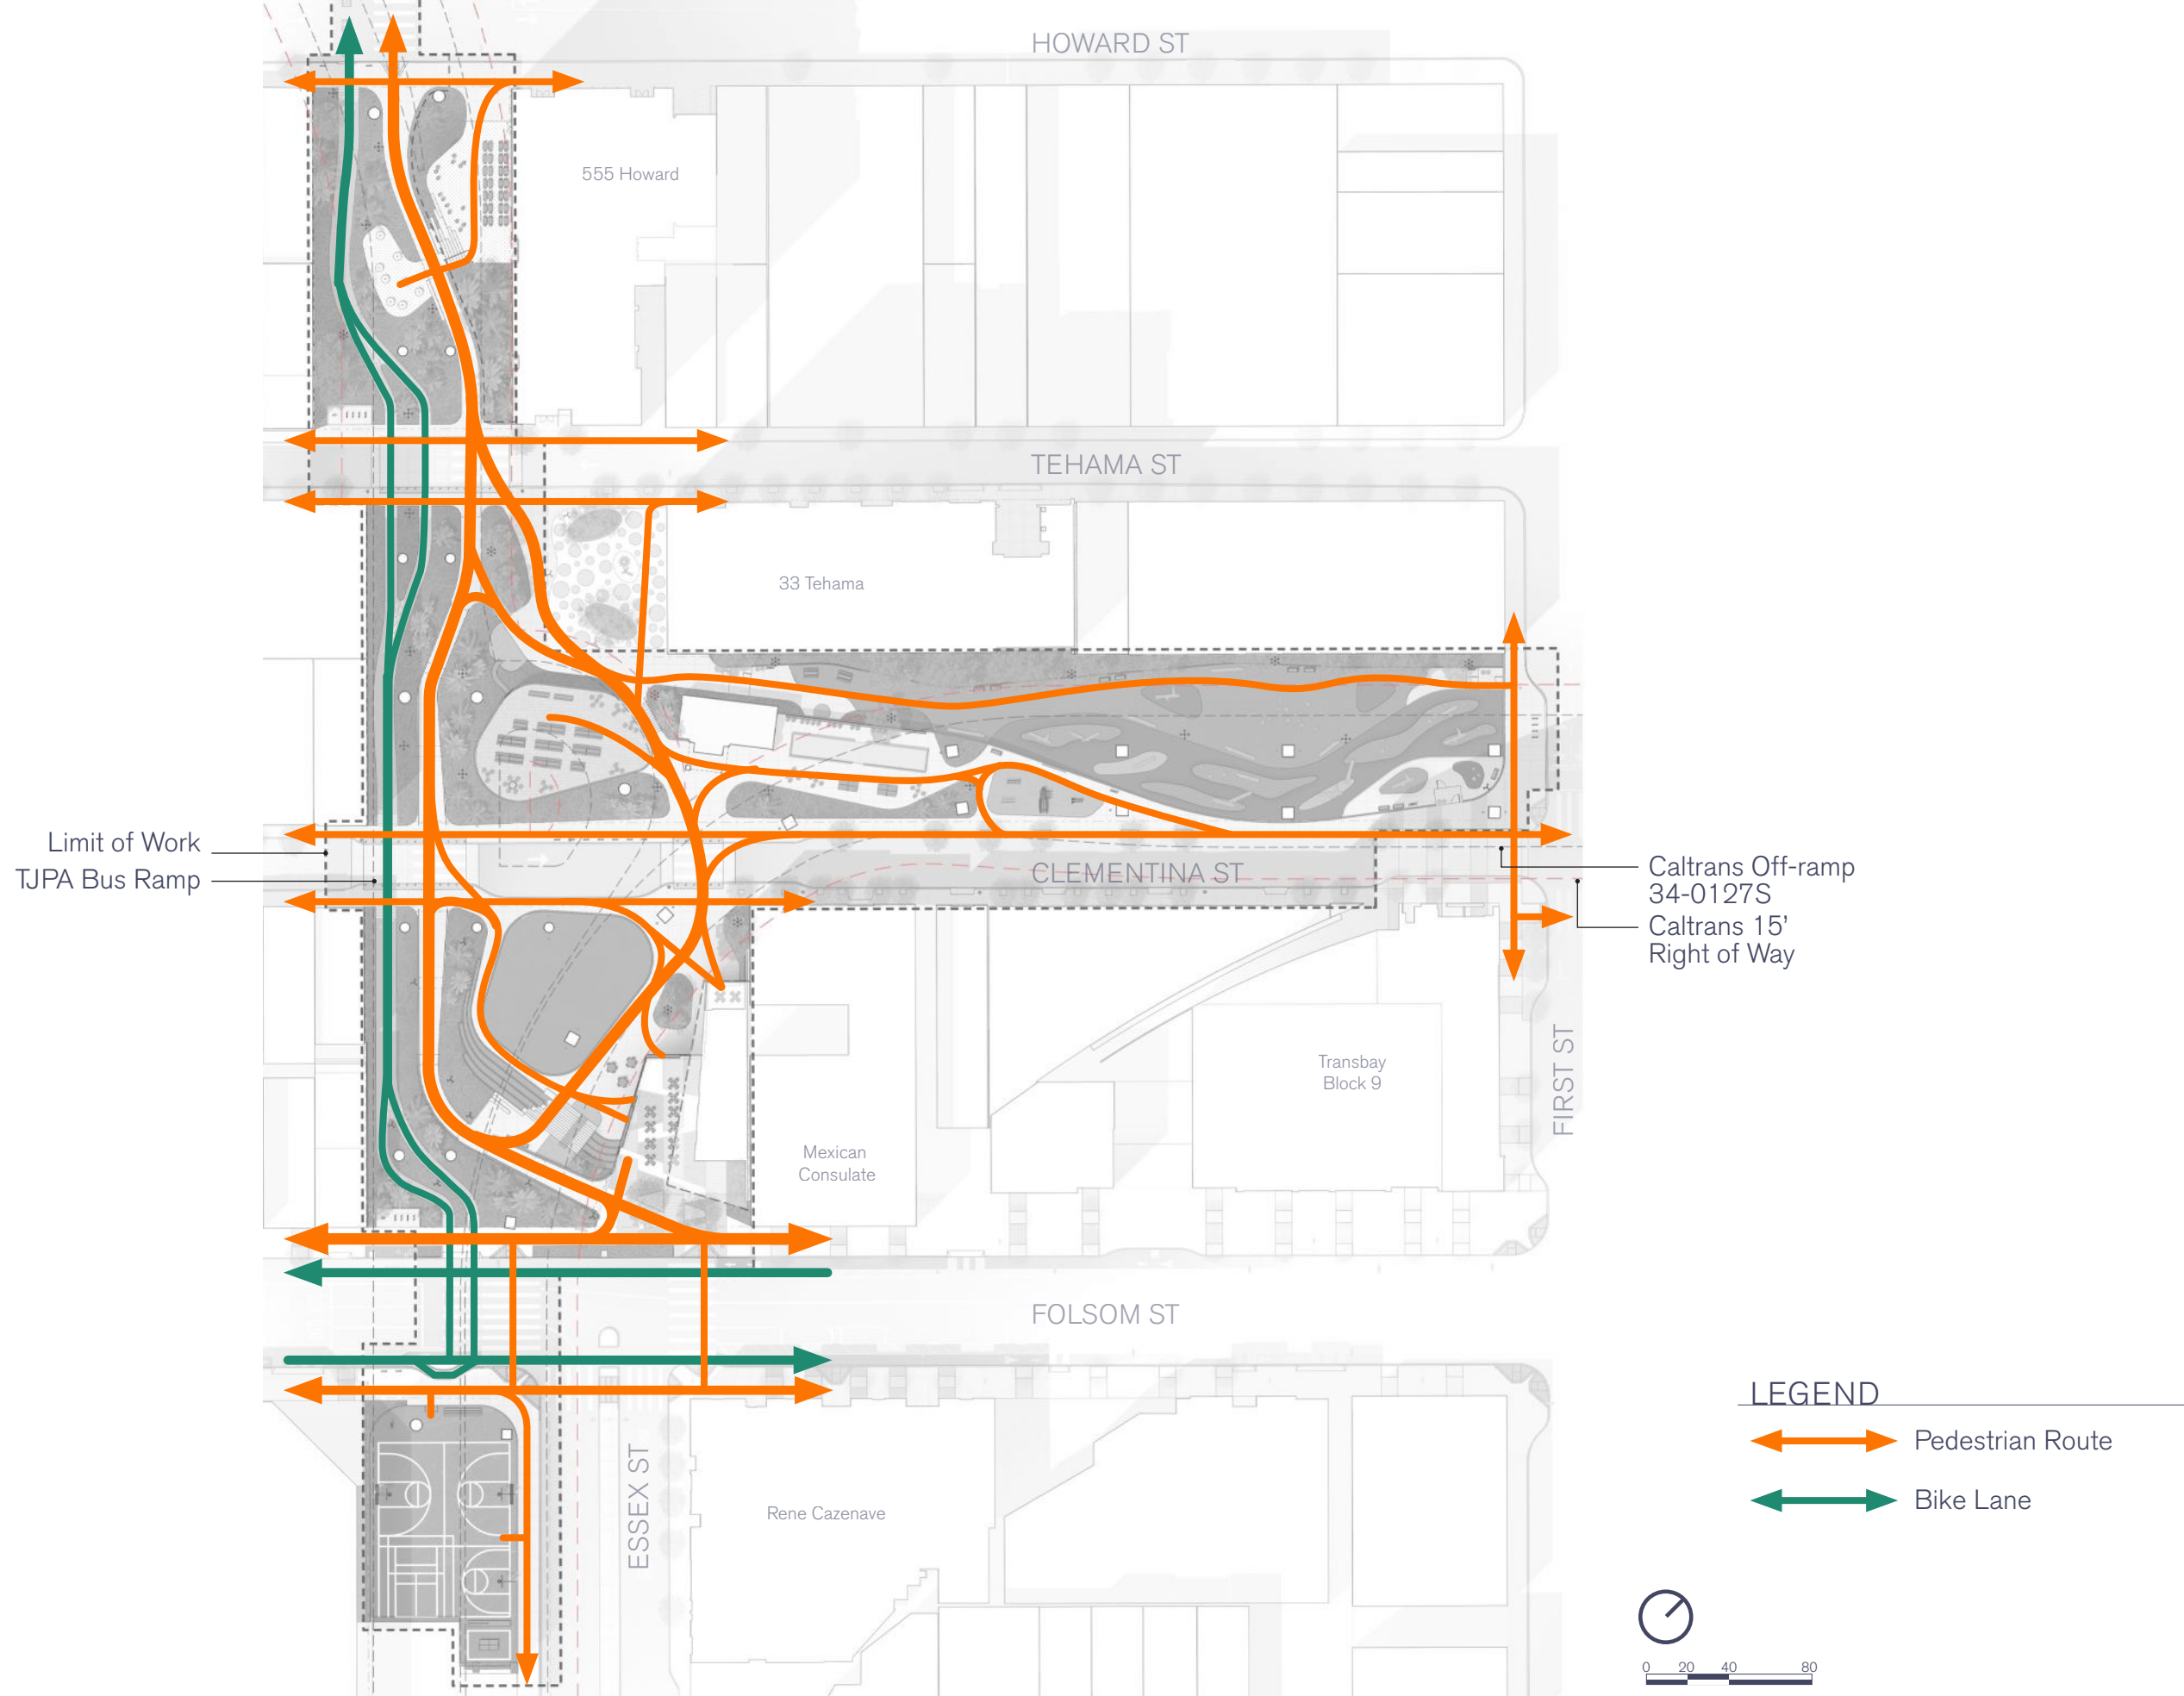 HOWARD ST
555 Howard
TEHAMA ST
33 Tehama
Limit of Work
TJPA Bus Ramp
CLEMENTINA ST
Caltrans Off-ramp
34-0127S
Caltrans 15’
Right of Way
Transbay
Block 9
FIRST ST
Mexican
Consulate
FOLSOM ST
ESSEX ST
Rene Cazenave
LEGEND
Pedestrian Route
Bike Lane
0 20 40 80